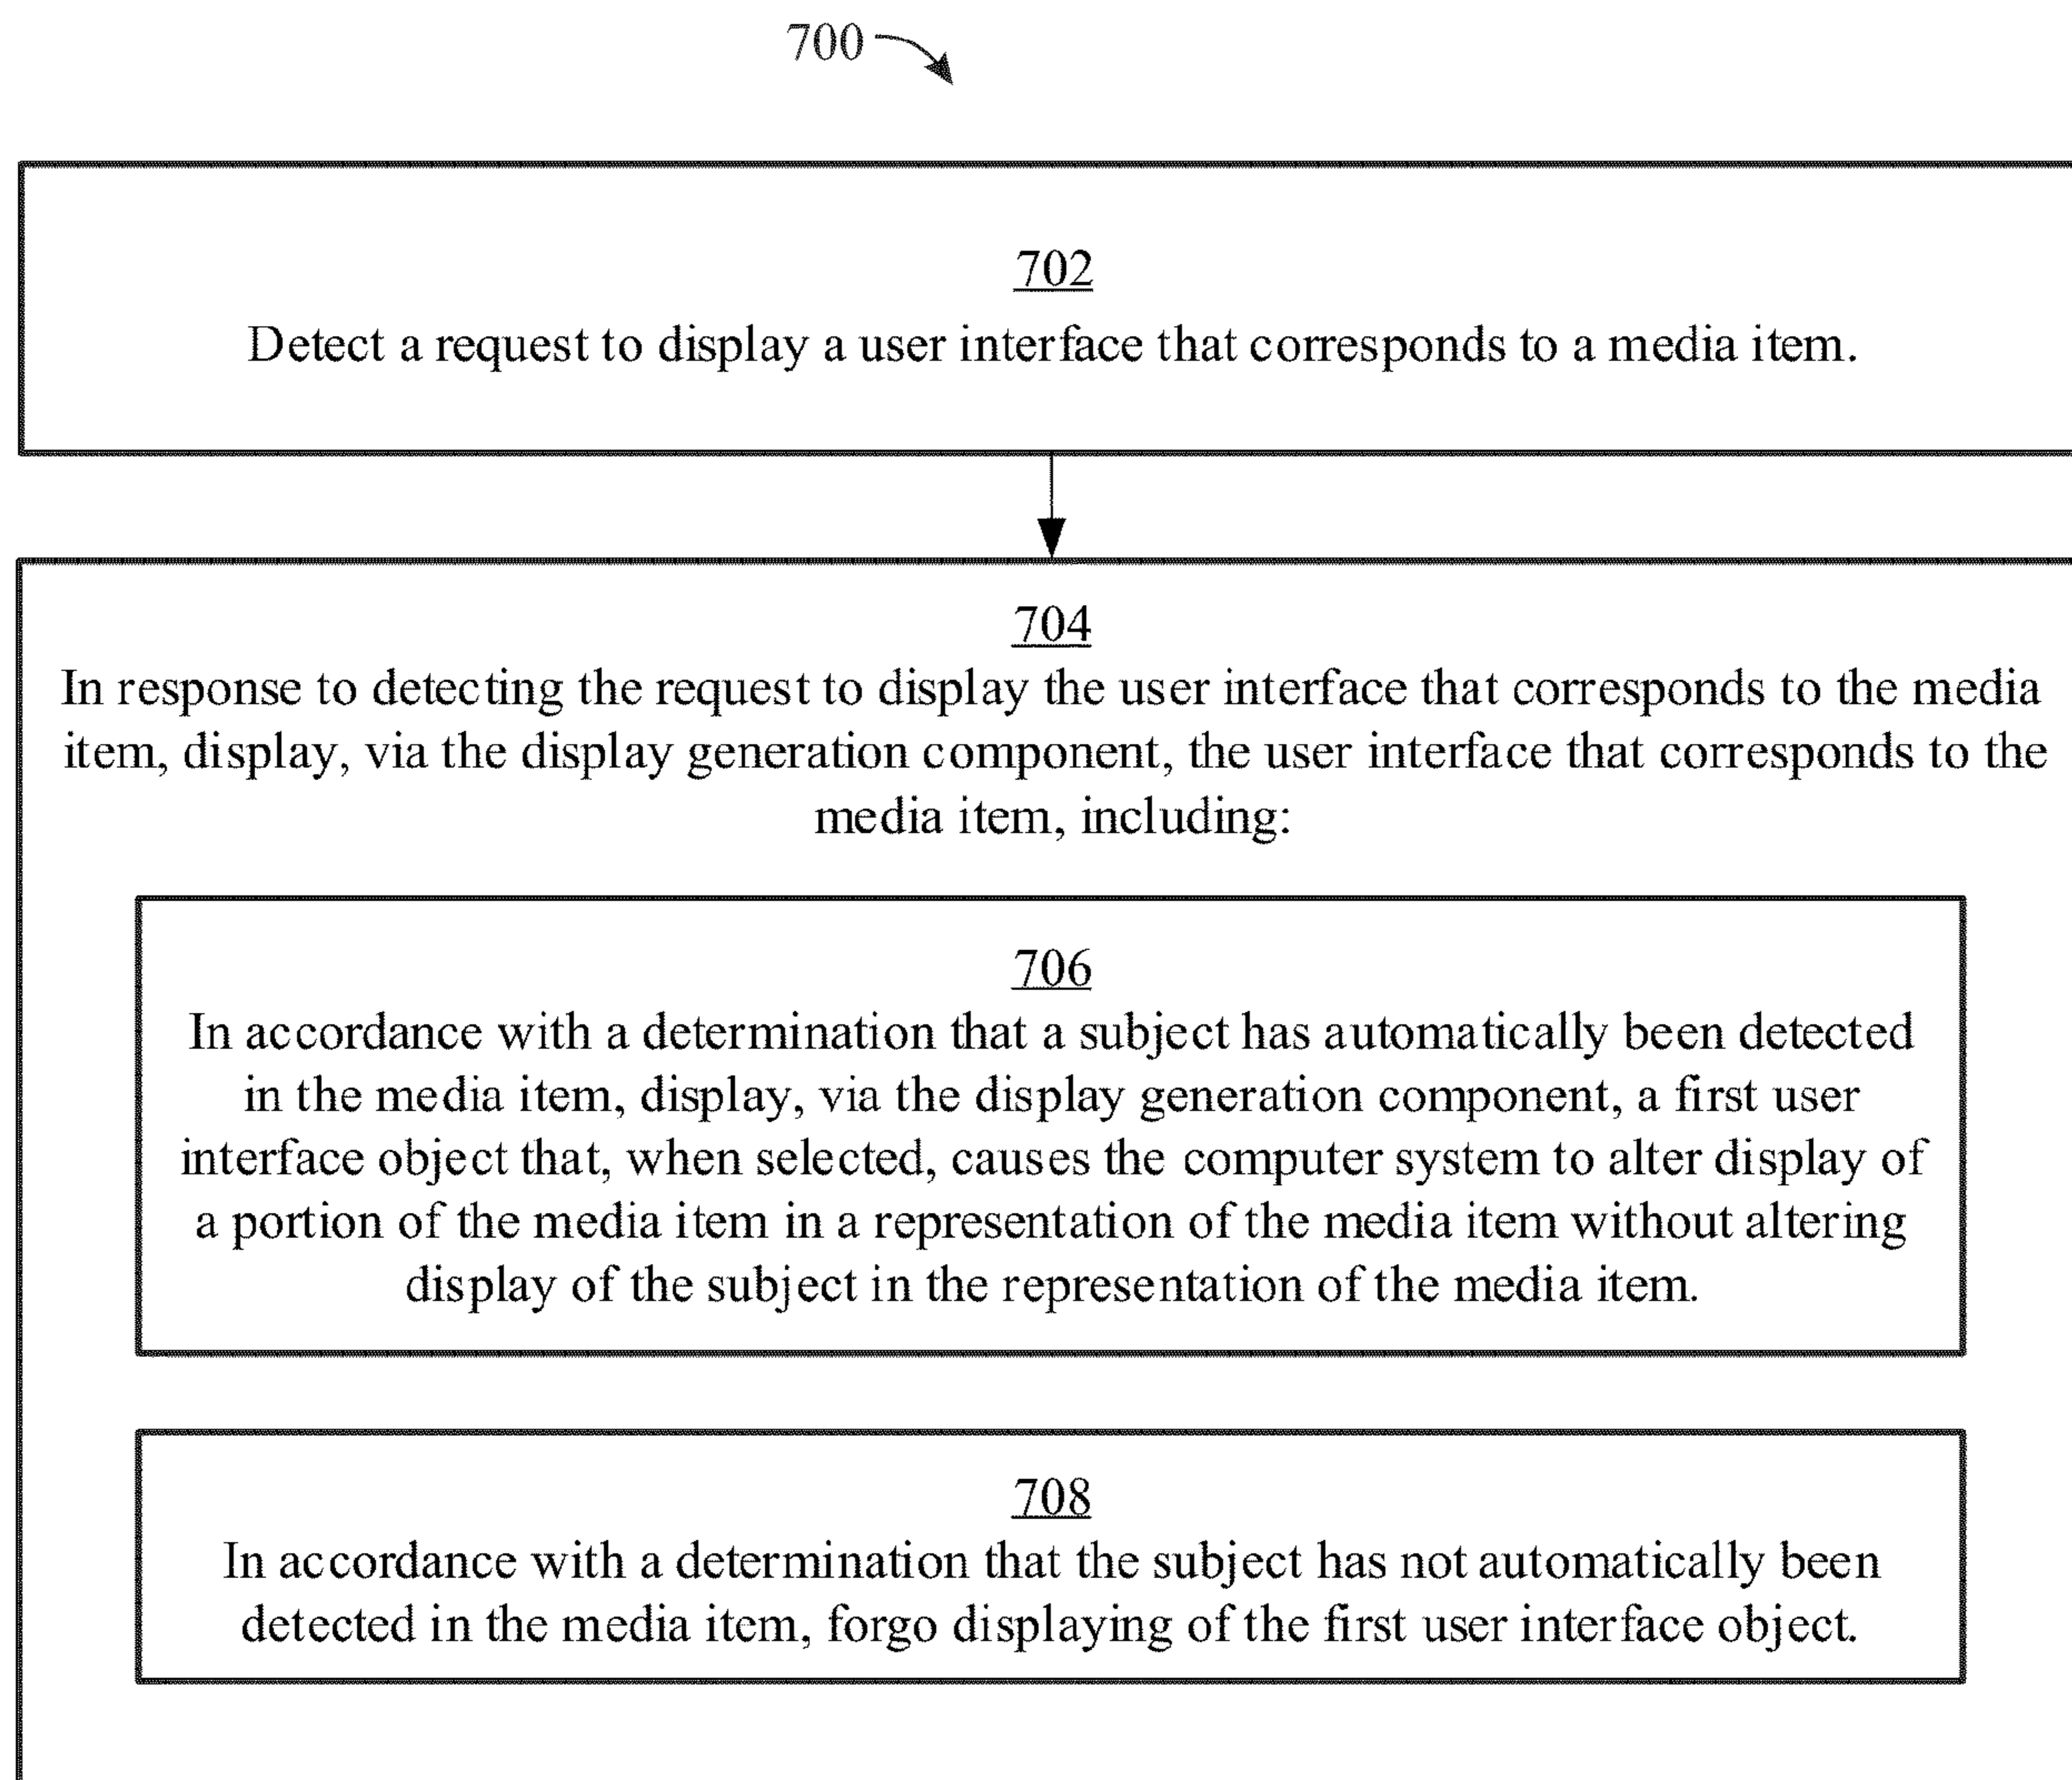 700
702
Detect a request to display a user interface that corresponds to a media item.
704
In response to detecting the request to display the user interface that corresponds to the media
item, display, via the display generation component, the user interface that corresponds to the
media item, including:
706
In accordance with a determination that a subject has automatically been detected
in the media item, display, via the display generation component, a first user
interface object that, when selected, causes the computer system to alter display of
a portion of the media item in a representation of the media item without altering
display of the subject in the representation of the media item.
708
In accordance with a determination that the subject has not automatically been
detected in the media item, forgo displaying of the first user interface object.